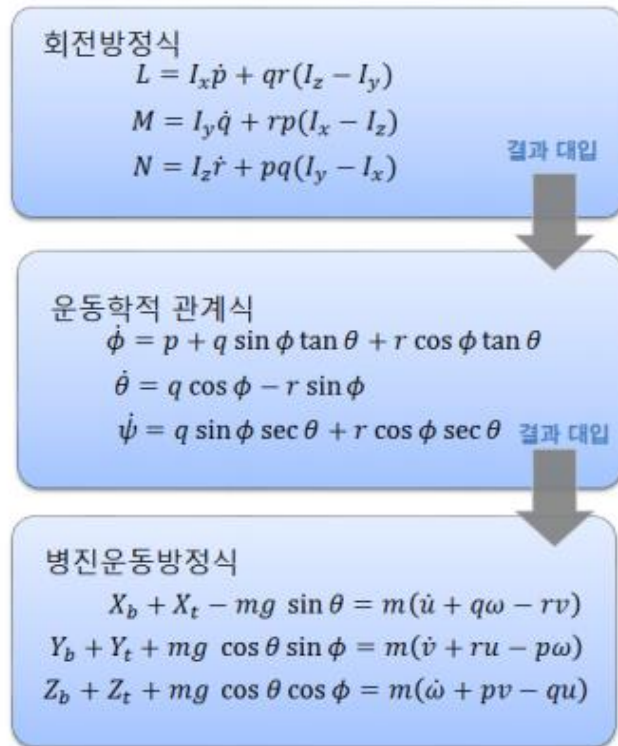 회전방정식
L = I_x ṗ + qr(I_z − I_y)
M = I_y q̇ + rp(I_x − I_z)
N = I_z ṙ + pq(I_y − I_x)
결과 대입
운동학적 관계식
ϕ̇ = p + q sin ϕ tan θ + r cos ϕ tan θ
θ̇ = q cos ϕ − r sin ϕ
ψ̇ = q sin ϕ sec θ + r cos ϕ sec θ
결과 대입
병진운동방정식
X_b + X_t − mg sin θ = m(u̇ + qω − rv)
Y_b + Y_t + mg cos θ sin ϕ = m(v̇ + ru − pω)
Z_b + Z_t + mg cos θ cos ϕ = m(ω̇ + pv − qu)